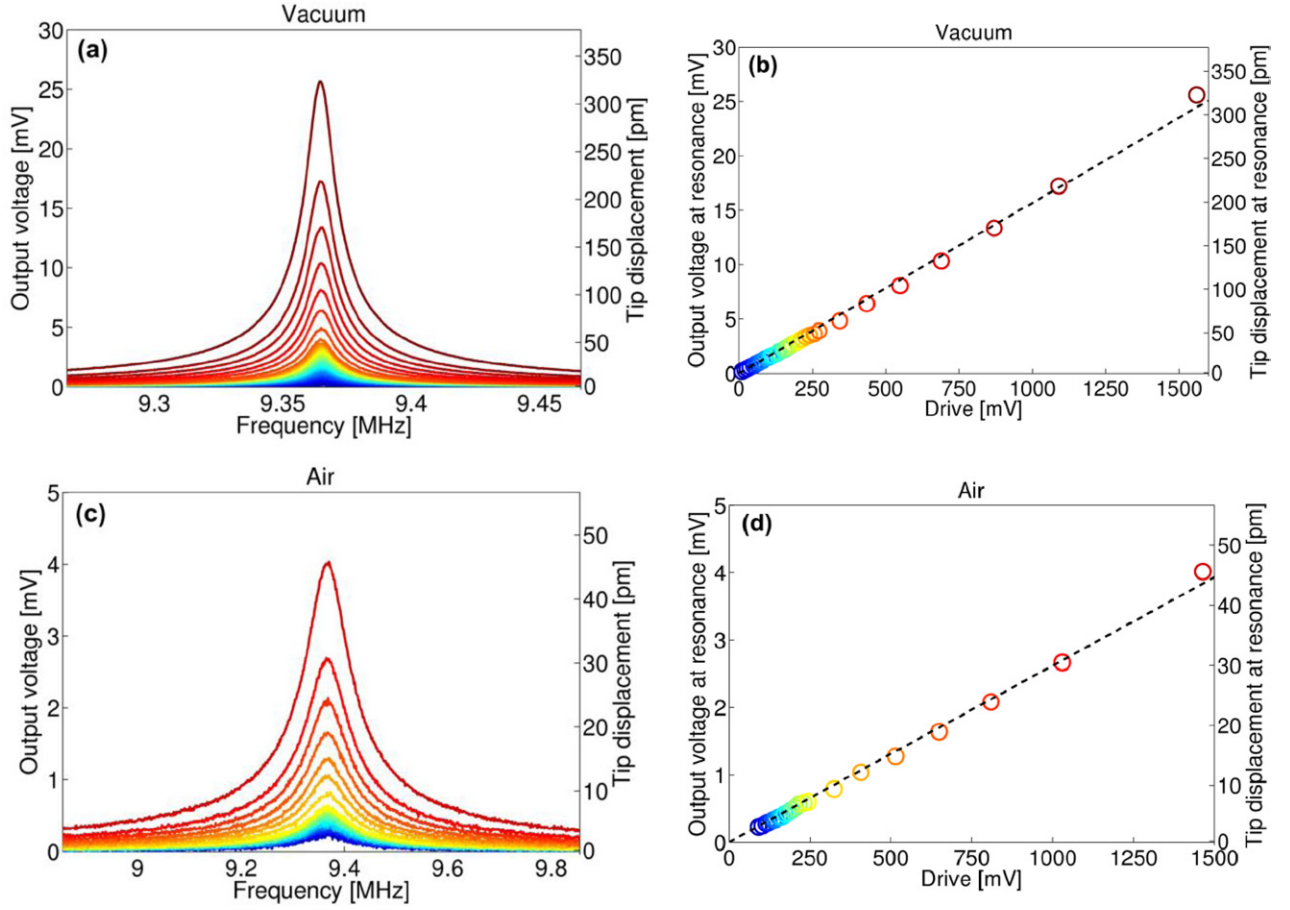 Vacuum
(a)
30
25
20
15
10
5
0
Output voltage [mV]
350
300
250
200
150
100
50
0
Tip displacement [pm]
9.3 9.35 9.4 9.45
Frequency [MHz]
Vacuum
(b)
30
25
20
15
10
5
0
Output voltage at resonance [mV]
350
300
250
200
150
100
50
0
Tip displacement at resonance [pm]
0 250 500 750 1000 1250 1500
Drive [mV]
Air
(c)
5
4
3
2
1
0
Output voltage [mV]
50
40
30
20
10
0
Tip displacement [pm]
9 9.2 9.4 9.6 9.8
Frequency [MHz]
Air
(d)
5
4
3
2
1
0
Output voltage at resonance [mV]
50
40
30
20
10
0
Tip displacement at resonance [pm]
0 250 500 750 1000 1250 1500
Drive [mV]